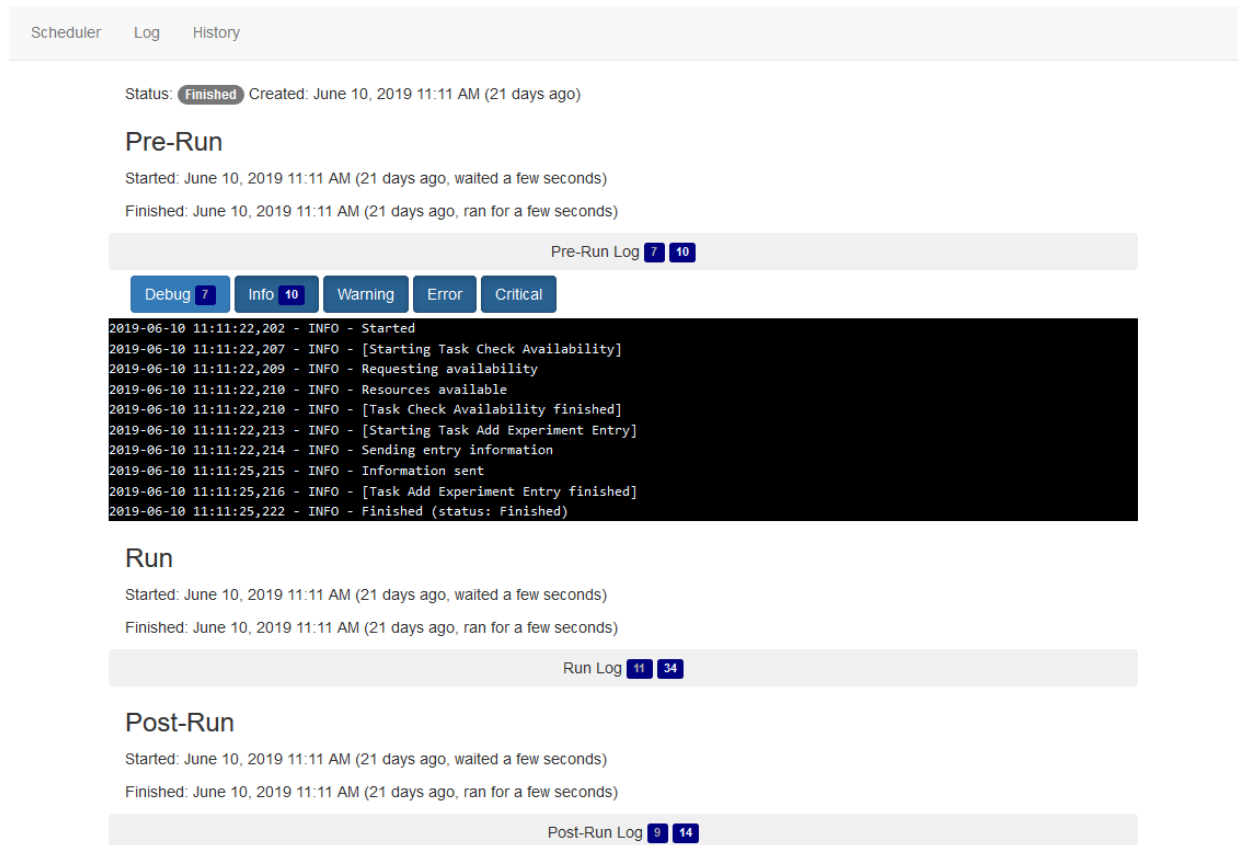 Scheduler Log History
Status: Finished Created: June 10, 2019 11:11 AM (21 days ago)
Pre-Run
Started: June 10, 2019 11:11 AM (21 days ago, waited a few seconds)
Finished: June 10, 2019 11:11 AM (21 days ago, ran for a few seconds)
Pre-Run Log 7 10
Debug 7 Info 10 Warning Error Critical
2019-06-10 11:11:22,202 - INFO - Started
2019-06-10 11:11:22,207 - INFO - [Starting Task Check Availability]
2019-06-10 11:11:22,209 - INFO - Requesting availability
2019-06-10 11:11:22,210 - INFO - Resources available
2019-06-10 11:11:22,210 - INFO - [Task Check Availability finished]
2019-06-10 11:11:22,213 - INFO - [Starting Task Add Experiment Entry]
2019-06-10 11:11:22,214 - INFO - Sending entry information
2019-06-10 11:11:25,215 - INFO - Information sent
2019-06-10 11:11:25,216 - INFO - [Task Add Experiment Entry finished]
2019-06-10 11:11:25,222 - INFO - Finished (status: Finished)
Run
Started: June 10, 2019 11:11 AM (21 days ago, waited a few seconds)
Finished: June 10, 2019 11:11 AM (21 days ago, ran for a few seconds)
Run Log 11 34
Post-Run
Started: June 10, 2019 11:11 AM (21 days ago, waited a few seconds)
Finished: June 10, 2019 11:11 AM (21 days ago, ran for a few seconds)
Post-Run Log 9 14